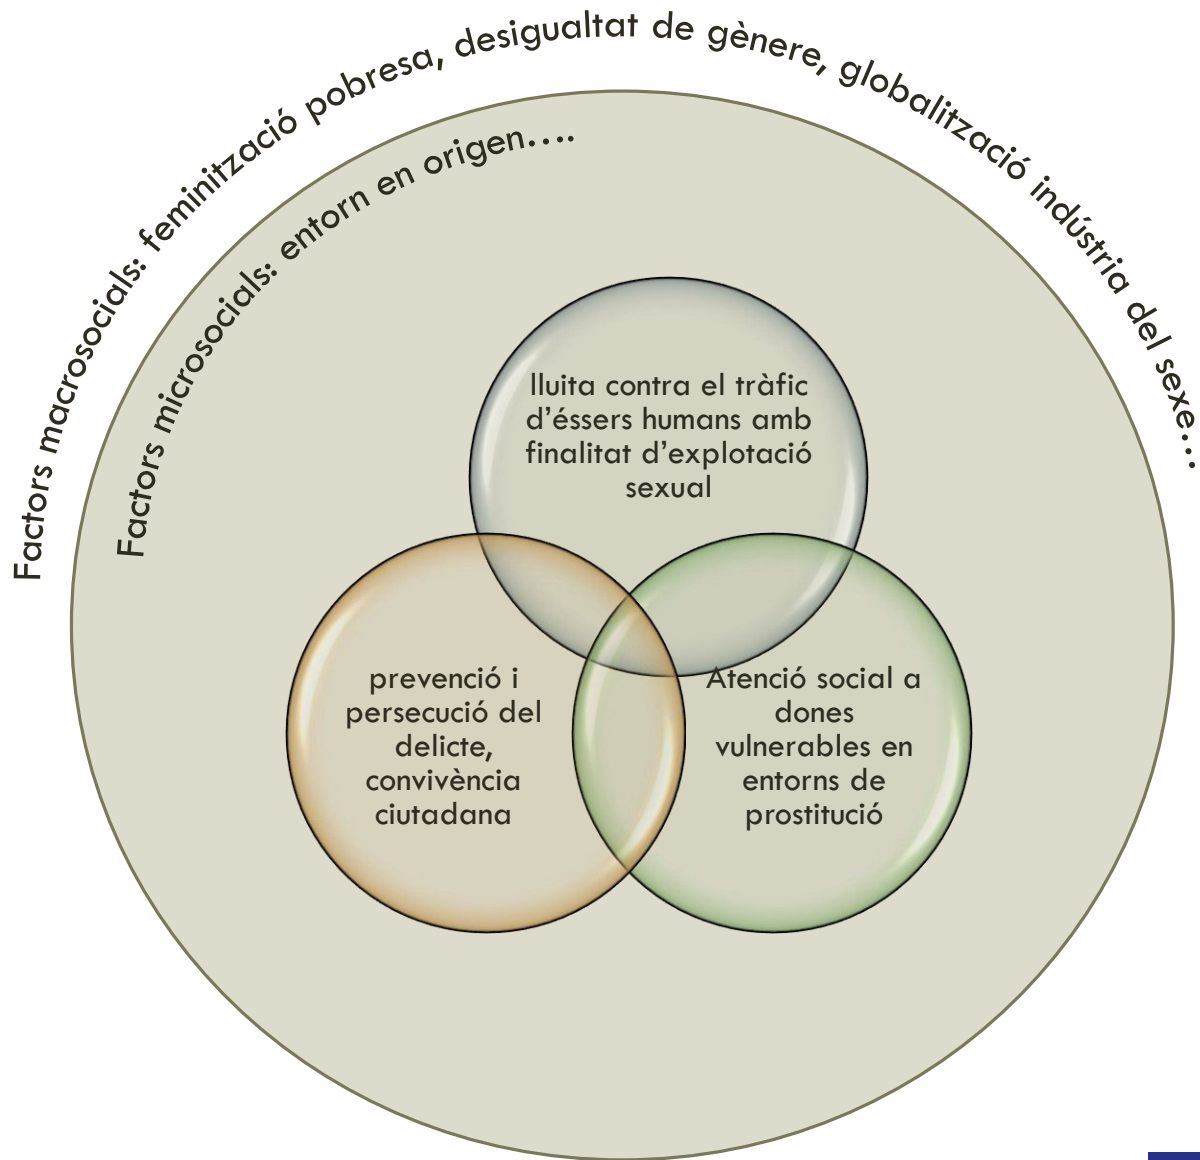 Factors macrosocials: feminització pobresa, desigualtat de gènere, globalització indústria del sexe…
Factors microsocials: entorn en origen….
lluita contra el tràfic
d’éssers humans amb
finalitat d’explotació
sexual
prevenció i
persecució del
delicte,
convivència
ciutadana
Atenció social a
dones
vulnerables en
entorns de
prostitució